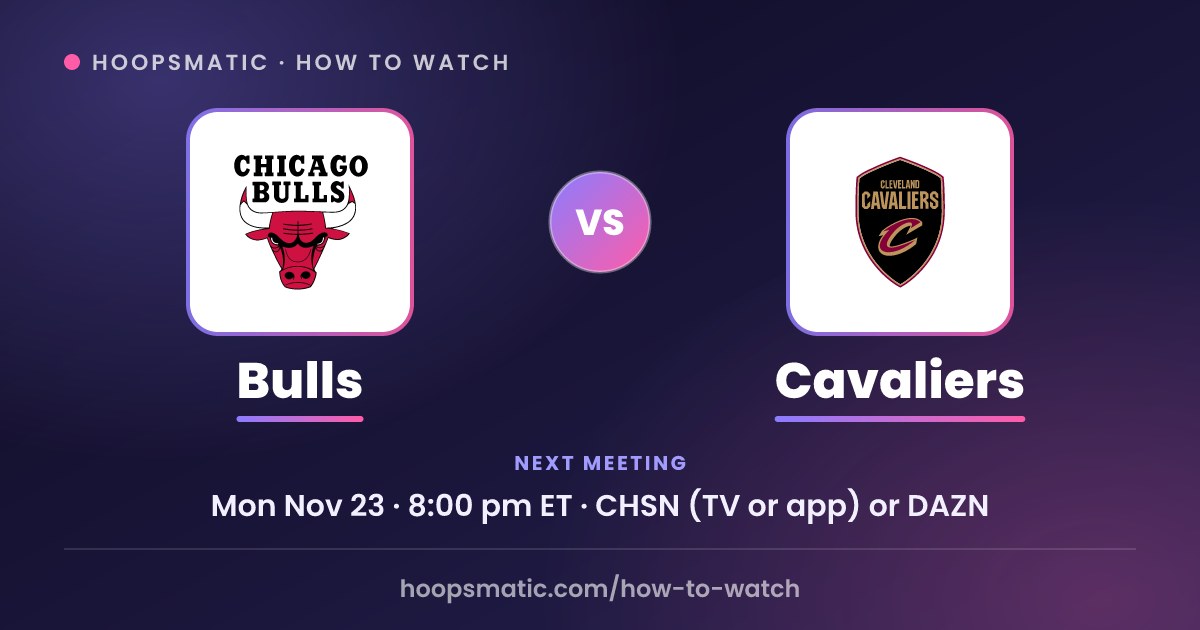 HOOPSMATIC · HOW TO WATCH
CHICAGO
BULLS
VS
CLEVELAND
CAVALIERS
C
Bulls
Cavaliers
NEXT MEETING
Mon Nov 23 · 8:00 pm ET · CHSN (TV or app) or DAZN
hoopsmatic.com/how-to-watch